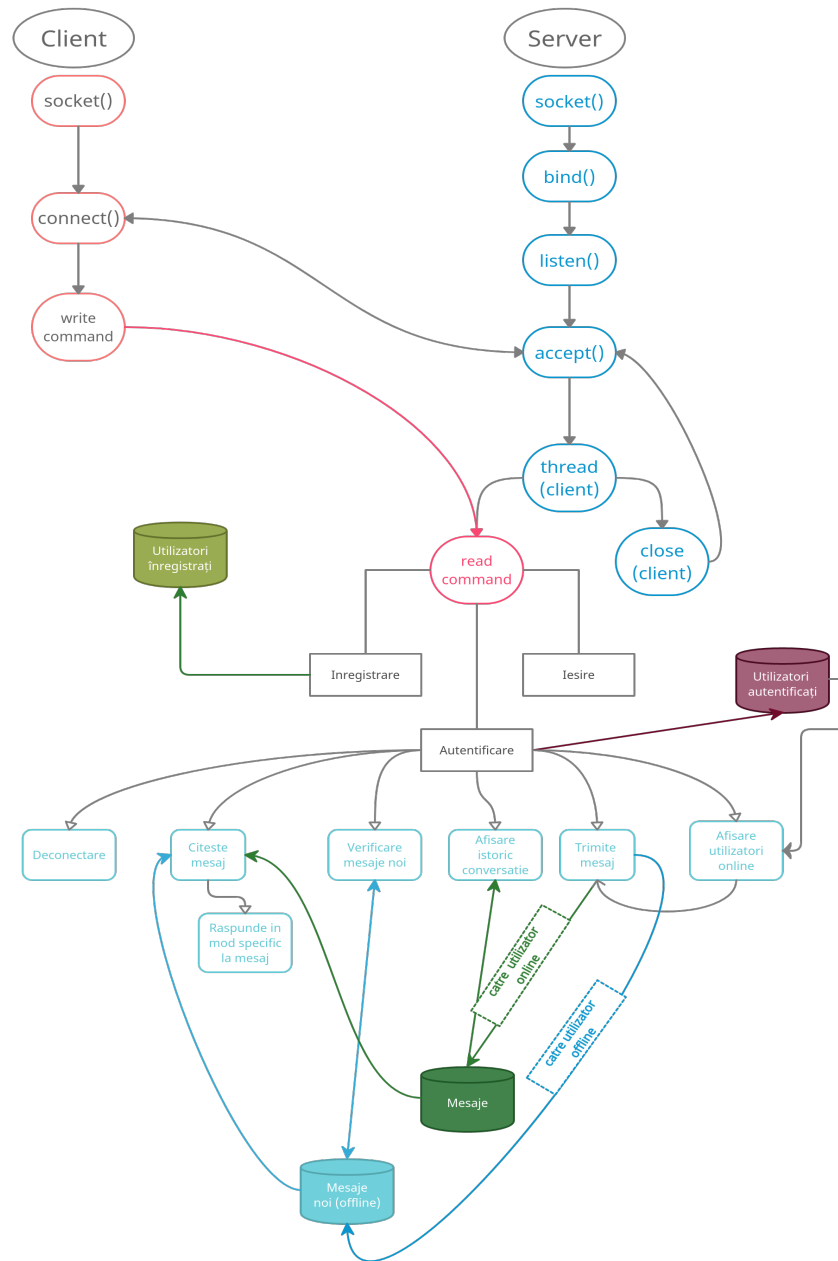 Client
Server
socket()
socket()
bind()
connect()
listen()
write
command
accept()
thread
(client)
Utilizatori
înregistrați
read
command
close
(client)
Inregistrare
Iesire
Utilizatori
autentificați
Autentificare
Deconectare
Citeste
mesaj
Verificare
mesaje noi
Afisare
istoric
conversatie
Trimite
mesaj
Afisare
utilizatori
online
Raspunde in
mod specific
la mesaj
catre utilizator
online
catre utilizator
offline
Mesaje
Mesaje
noi (offline)